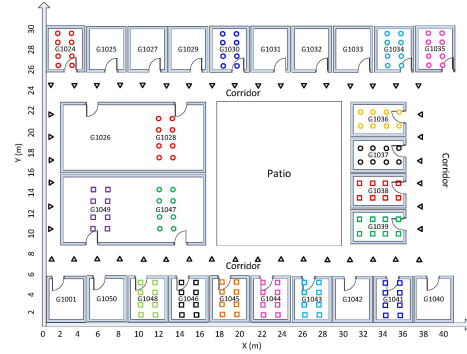 30
28
26
24
22
20
18
16
14
12
10
8
6
4
2
0
Y (m)
G1024 G1025 G1027 G1029 G1030 G1031 G1032 G1033 G1034 G1035
Corridor
G1026 G1028
G1036
G1037
Patio
Corridor
G1038
G1049 G1047
G1039
Corridor
G1001 G1050 G1048 G1046 G1045 G1044 G1043 G1042 G1041 G1040
0 2 4 6 8 10 12 14 16 18 20 22 24 26 28 30 32 34 36 38 40
X (m)